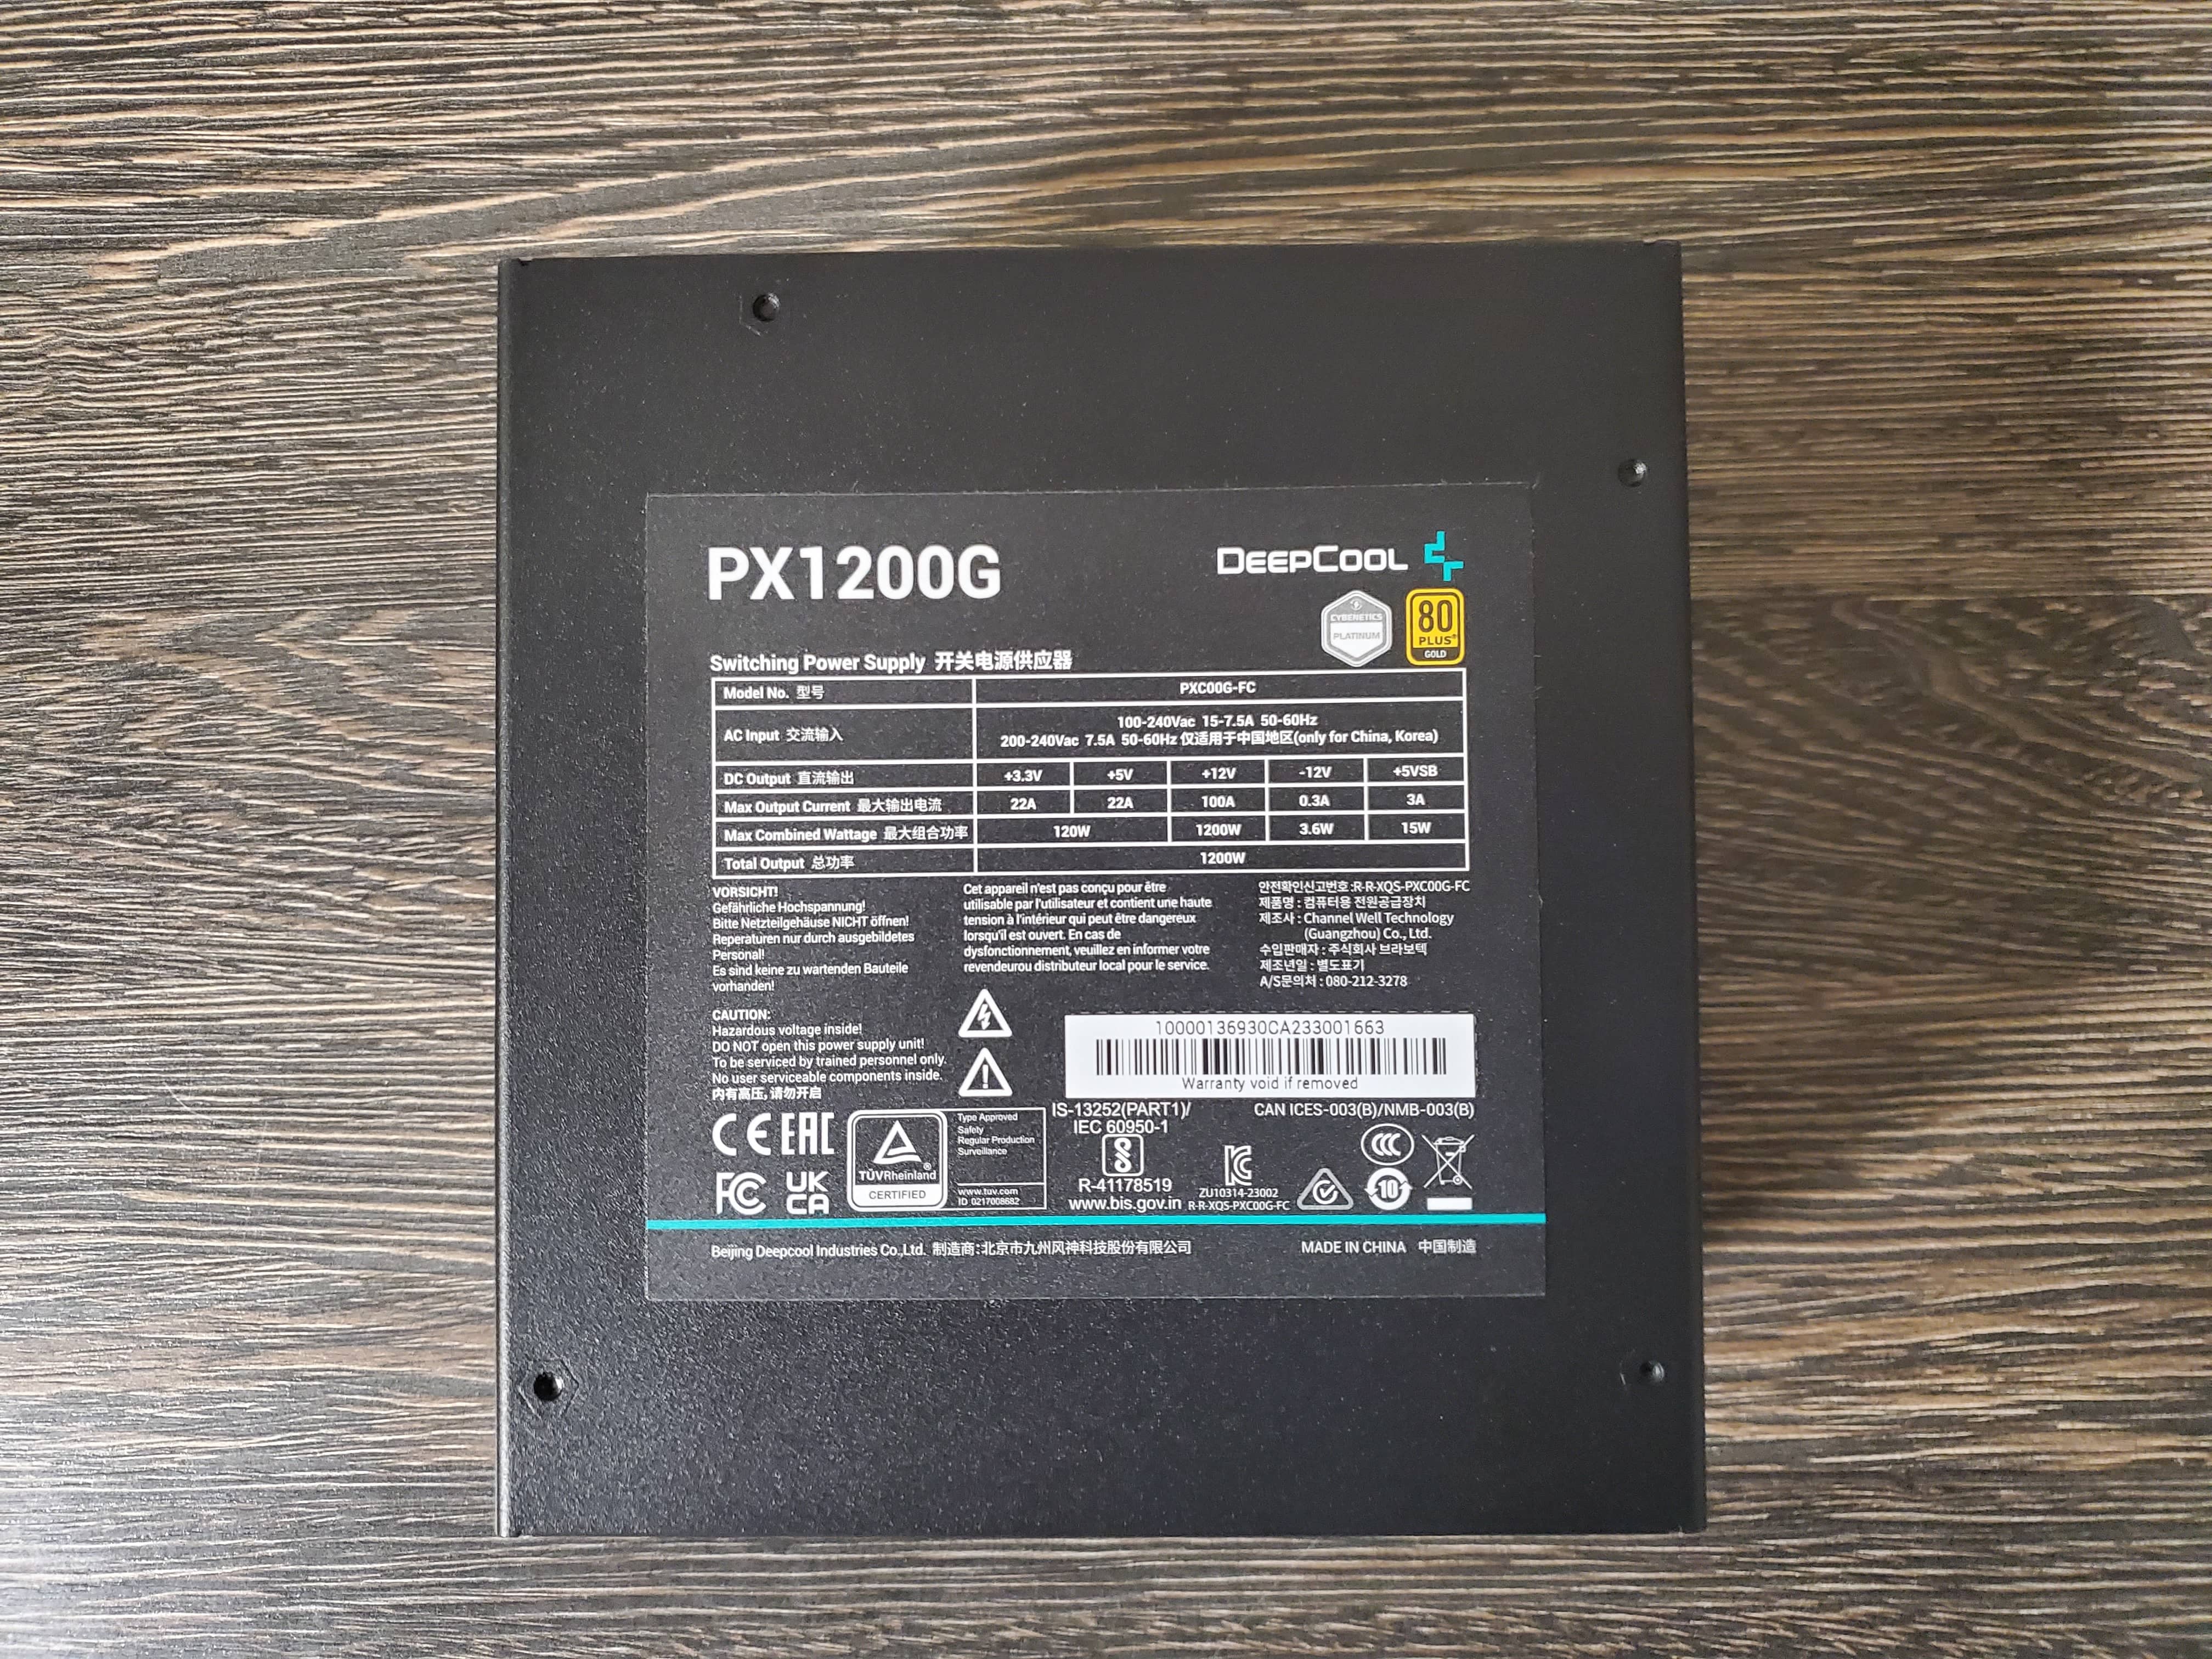 PX1200G
DEEPCOOL
CYBENETICS
PLATINUM
80
PLUS®
GOLD
Switching Power Supply 开关电源供应器
Model No. 型号 PXC00G-FC
AC Input 交流输入 100-240Vac 15-7.5A 50-60Hz
200-240Vac 7.5A 50-60Hz 仅适用于中国地区(only for China, Korea)
DC Output 直流输出 +3.3V +5V +12V -12V +5VSB
Max Output Current 最大输出电流 22A 22A 100A 0.3A 3A
Max Combined Wattage 最大组合功率 120W 1200W 3.6W 15W
Total Output 总功率 1200W
VORSICHT!
Gefährliche Hochspannung!
Bitte Netzteilgehäuse NICHT öffnen!
Reperaturen nur durch ausgebildetes
Personal!
Es sind keine zu wartenden Bauteile
vorhanden!
CAUTION:
Hazardous voltage inside!
DO NOT open this power supply unit!
To be serviced by trained personnel only.
No user serviceable components inside.
内有高压, 请勿开启
Cet appareil n'est pas conçu pour être
utilisable par l'utilisateur et contient une haute
tension à l'intérieur qui peut être dangereux
lorsqu'il est ouvert. En cas de
dysfonctionnement, veuillez en informer votre
revendeurou distributeur local pour le service.
안전확인신고번호 :R-R-XQS-PXC00G-FC
제품명 : 컴퓨터용 전원공급장치
제조사 : Channel Well Technology
(Guangzhou) Co., Ltd.
수입판매자 : 주식회사 브라보텍
제조년일 : 별도표기
A/S문의처 : 080-212-3278
10000136930CA233001663
Warranty void if removed
CE EAC
FC UK
CA
TÜVRheinland®
CERTIFIED
Type Approved
Safety
Regular Production
Surveillance
www.tuv.com
ID 0217008682
IS-13252(PART1)/
IEC 60950-1
R-41178519
www.bis.gov.in
CAN ICES-003(B)/NMB-003(B)
ZU10314-23002
R-R-XQS-PXC00G-FC
CCC
10
Beijing Deepcool Industries Co.,Ltd. 制造商:北京市九州风神科技股份有限公司
MADE IN CHINA 中国制造